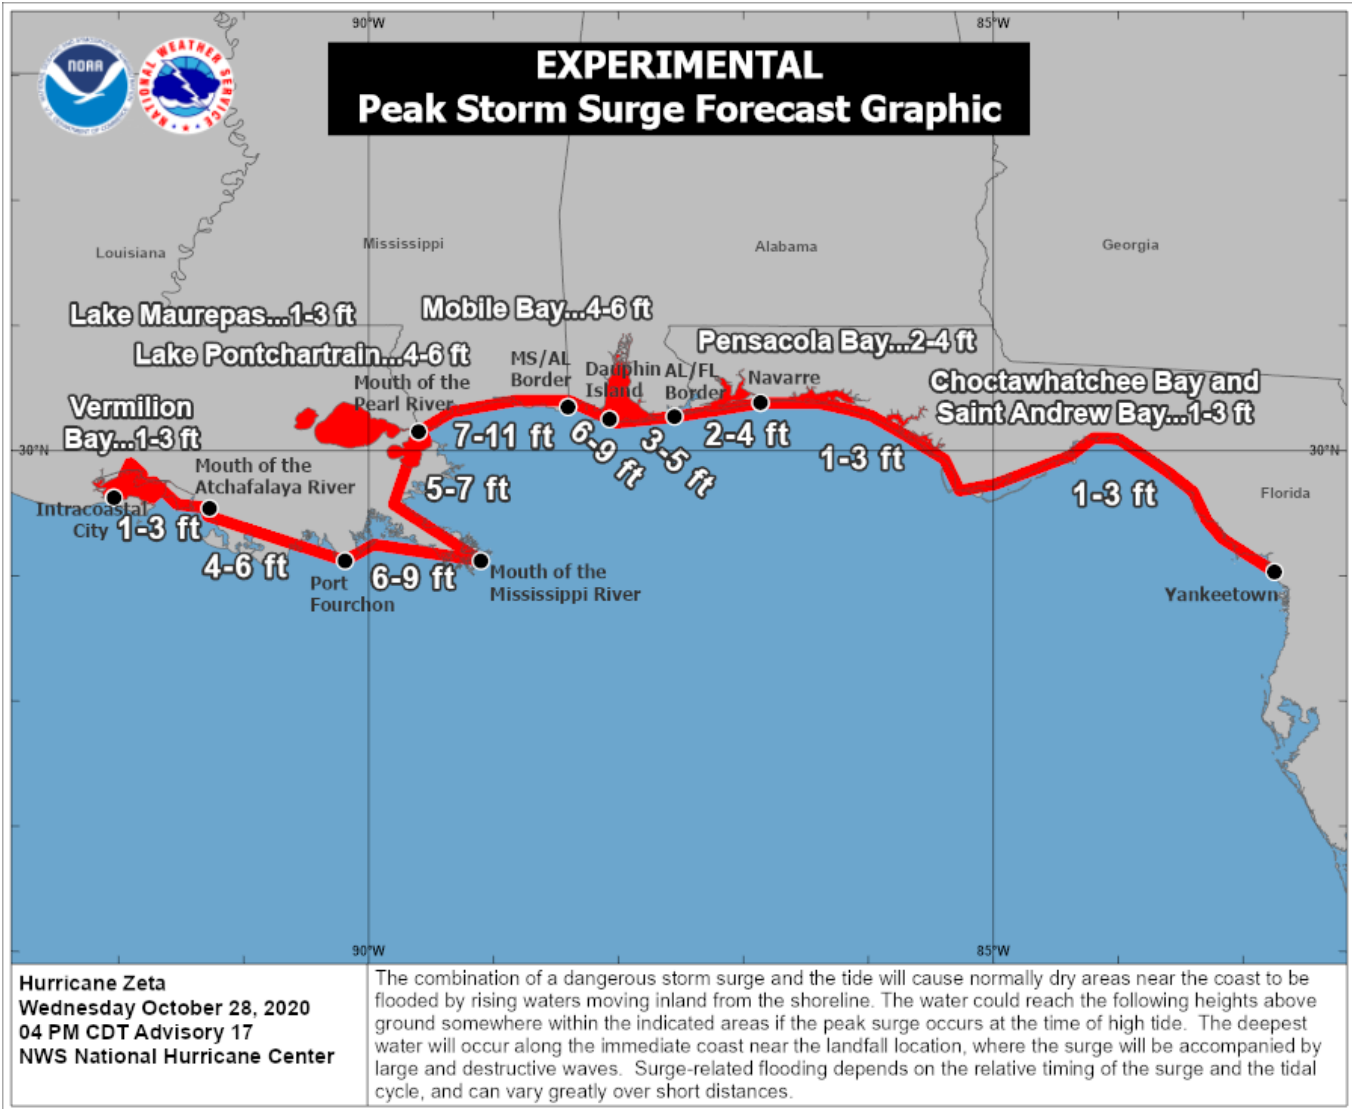 90°W
85°W
NOAA
NATIONAL WEATHER SERVICE
EXPERIMENTAL
Peak Storm Surge Forecast Graphic
Louisiana
Mississippi
Alabama
Georgia
Lake Maurepas...1-3 ft
Mobile Bay...4-6 ft
Lake Pontchartrain...4-6 ft
Pensacola Bay...2-4 ft
MS/AL
Border
Dauphin
Island
AL/FL
Border
Navarre
Mouth of the
Pearl River
Choctawhatchee Bay and
Saint Andrew Bay...1-3 ft
Vermilion
Bay...1-3 ft
7-11 ft
6-9 ft
3-5 ft
2-4 ft
1-3 ft
30°N
30°N
Mouth of the
Atchafalaya River
5-7 ft
1-3 ft
Florida
Intracoastal
City
1-3 ft
4-6 ft
Port
Fourchon
6-9 ft
Mouth of the
Mississippi River
Yankeetown
90°W
85°W
Hurricane Zeta
Wednesday October 28, 2020
04 PM CDT Advisory 17
NWS National Hurricane Center
The combination of a dangerous storm surge and the tide will cause normally dry areas near the coast to be
flooded by rising waters moving inland from the shoreline. The water could reach the following heights above
ground somewhere within the indicated areas if the peak surge occurs at the time of high tide. The deepest
water will occur along the immediate coast near the landfall location, where the surge will be accompanied by
large and destructive waves. Surge-related flooding depends on the relative timing of the surge and the tidal
cycle, and can vary greatly over short distances.